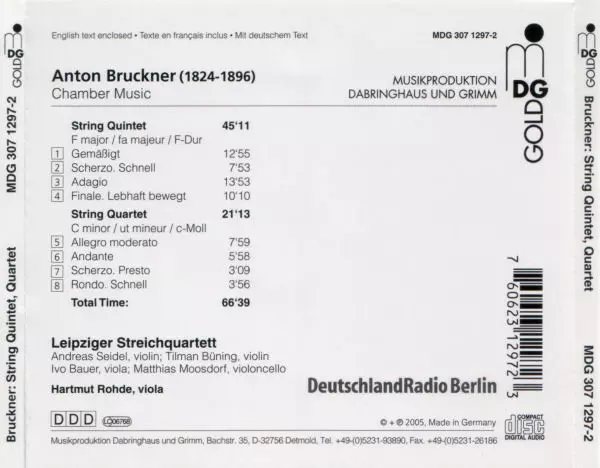 English text enclosed • Texte en français inclus • Mit deutschem Text
MDG 307 1297-2
Anton Bruckner (1824-1896)
Chamber Music
MUSIKPRODUKTION
DABRINGHAUS UND GRIMM
m
DG
GOLD
String Quintet 45'11
F major / fa majeur / F-Dur
1 Gemäßigt 12'55
2 Scherzo. Schnell 7'53
3 Adagio 13'53
4 Finale. Lebhaft bewegt 10'10
String Quartet 21'13
C minor / ut mineur / c-Moll
5 Allegro moderato 7'59
6 Andante 5'58
7 Scherzo. Presto 3'09
8 Rondo. Schnell 3'56
Total Time: 66'39
Leipziger Streichquartett
Andreas Seidel, violin; Tilman Büning, violin
Ivo Bauer, viola; Matthias Moosdorf, violoncello
Hartmut Rohde, viola
DeutschlandRadio Berlin
7 60623 12972 3
D D D
LC 06768
© + ℗ 2005, Made in Germany
COMPACT
disc
DIGITAL AUDIO
Musikproduktion Dabringhaus und Grimm, Bachstr. 35, D-32756 Detmold, Tel. +49-(0)5231-93890, Fax +49-(0)5231-26186
m
DG
GOLD
MDG 307 1297-2
Bruckner: String Quintet, Quartet
m
DG
GOLD
Bruckner: String Quintet, Quartet
MDG 307 1297-2